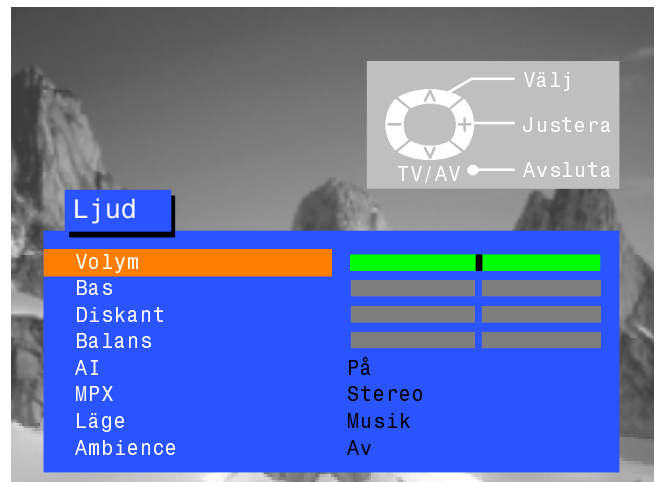 Välj
Justera
TV/AV Avsluta
Ljud
Volym
Bas
Diskant
Balans
AI På
MPX Stereo
Läge Musik
Ambience Av